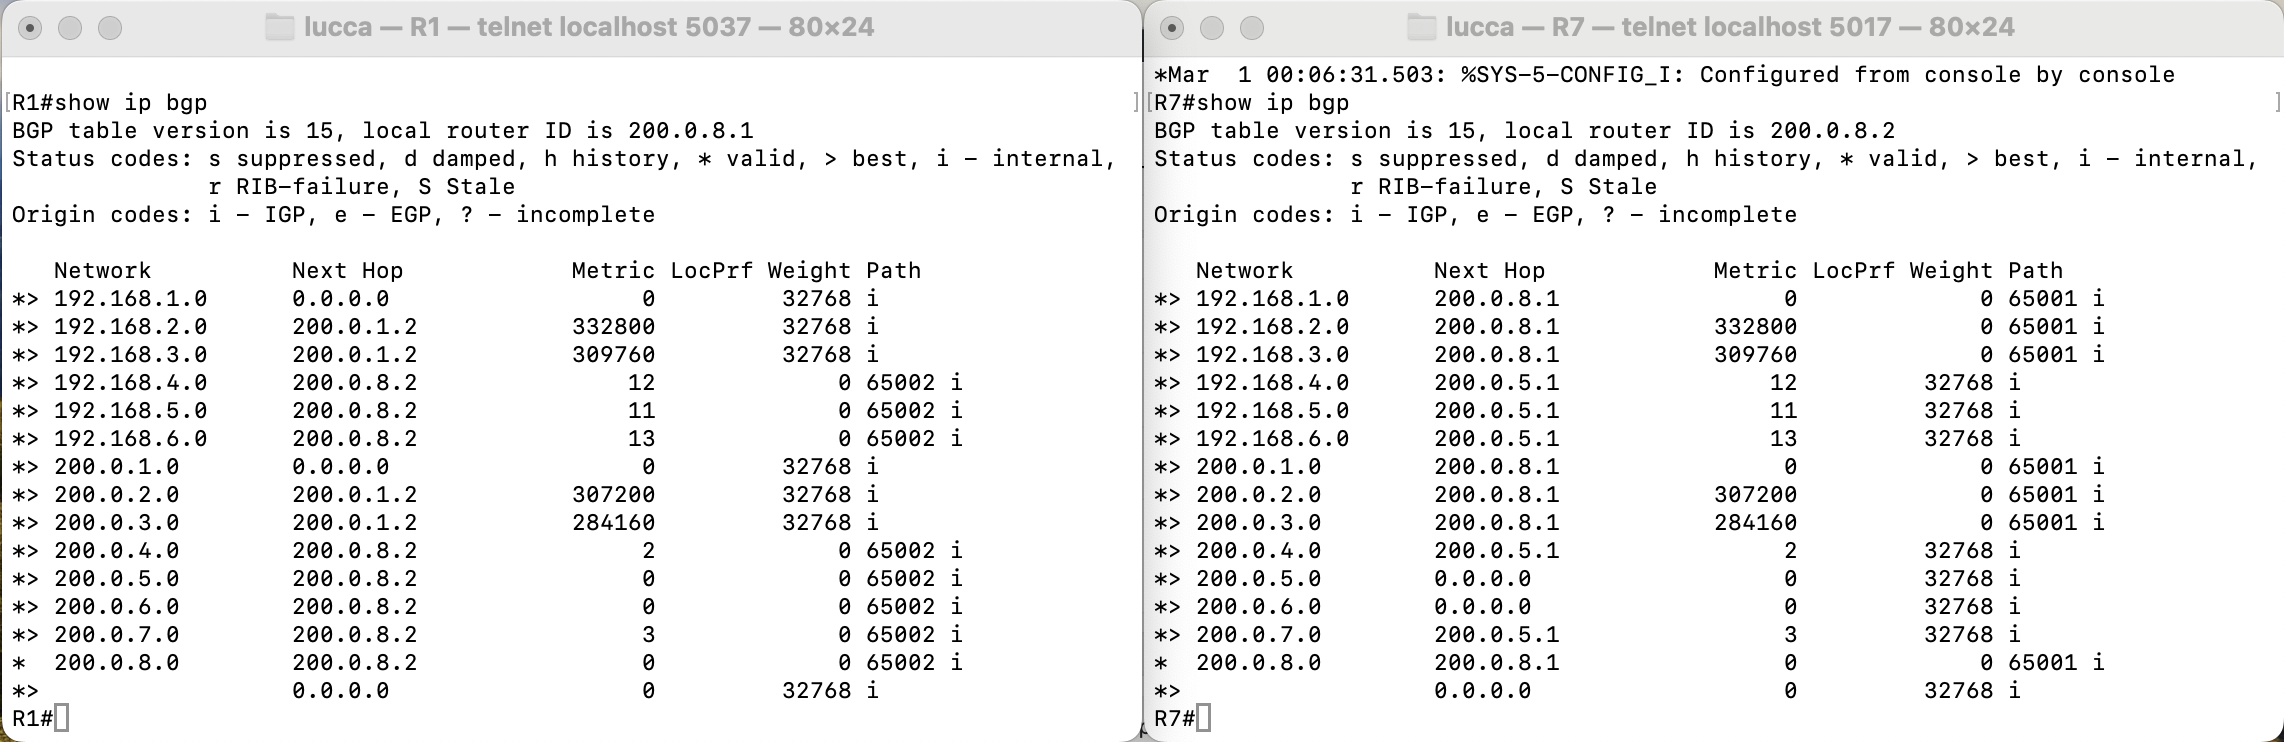 lucca — R1 — telnet localhost 5037 — 80×24
R1#show ip bgp
BGP table version is 15, local router ID is 200.0.8.1
Status codes: s suppressed, d damped, h history, * valid, > best, i - internal,
              r RIB-failure, S Stale
Origin codes: i - IGP, e - EGP, ? - incomplete
   Network          Next Hop            Metric LocPrf Weight Path
*> 192.168.1.0      0.0.0.0                  0         32768 i
*> 192.168.2.0      200.0.1.2           332800         32768 i
*> 192.168.3.0      200.0.1.2           309760         32768 i
*> 192.168.4.0      200.0.8.2               12             0 65002 i
*> 192.168.5.0      200.0.8.2               11             0 65002 i
*> 192.168.6.0      200.0.8.2               13             0 65002 i
*> 200.0.1.0        0.0.0.0                  0         32768 i
*> 200.0.2.0        200.0.1.2           307200         32768 i
*> 200.0.3.0        200.0.1.2           284160         32768 i
*> 200.0.4.0        200.0.8.2                2             0 65002 i
*> 200.0.5.0        200.0.8.2                0             0 65002 i
*> 200.0.6.0        200.0.8.2                0             0 65002 i
*> 200.0.7.0        200.0.8.2                3             0 65002 i
*  200.0.8.0        200.0.8.2                0             0 65002 i
*>                  0.0.0.0                  0         32768 i
R1#
lucca — R7 — telnet localhost 5017 — 80×24
*Mar  1 00:06:31.503: %SYS-5-CONFIG_I: Configured from console by console
R7#show ip bgp
BGP table version is 15, local router ID is 200.0.8.2
Status codes: s suppressed, d damped, h history, * valid, > best, i - internal,
              r RIB-failure, S Stale
Origin codes: i - IGP, e - EGP, ? - incomplete
   Network          Next Hop            Metric LocPrf Weight Path
*> 192.168.1.0      200.0.8.1                0             0 65001 i
*> 192.168.2.0      200.0.8.1           332800             0 65001 i
*> 192.168.3.0      200.0.8.1           309760             0 65001 i
*> 192.168.4.0      200.0.5.1               12         32768 i
*> 192.168.5.0      200.0.5.1               11         32768 i
*> 192.168.6.0      200.0.5.1               13         32768 i
*> 200.0.1.0        200.0.8.1                0             0 65001 i
*> 200.0.2.0        200.0.8.1           307200             0 65001 i
*> 200.0.3.0        200.0.8.1           284160             0 65001 i
*> 200.0.4.0        200.0.5.1                2         32768 i
*> 200.0.5.0        0.0.0.0                  0         32768 i
*> 200.0.6.0        0.0.0.0                  0         32768 i
*> 200.0.7.0        200.0.5.1                3         32768 i
*  200.0.8.0        200.0.8.1                0             0 65001 i
*>                  0.0.0.0                  0         32768 i
R7#